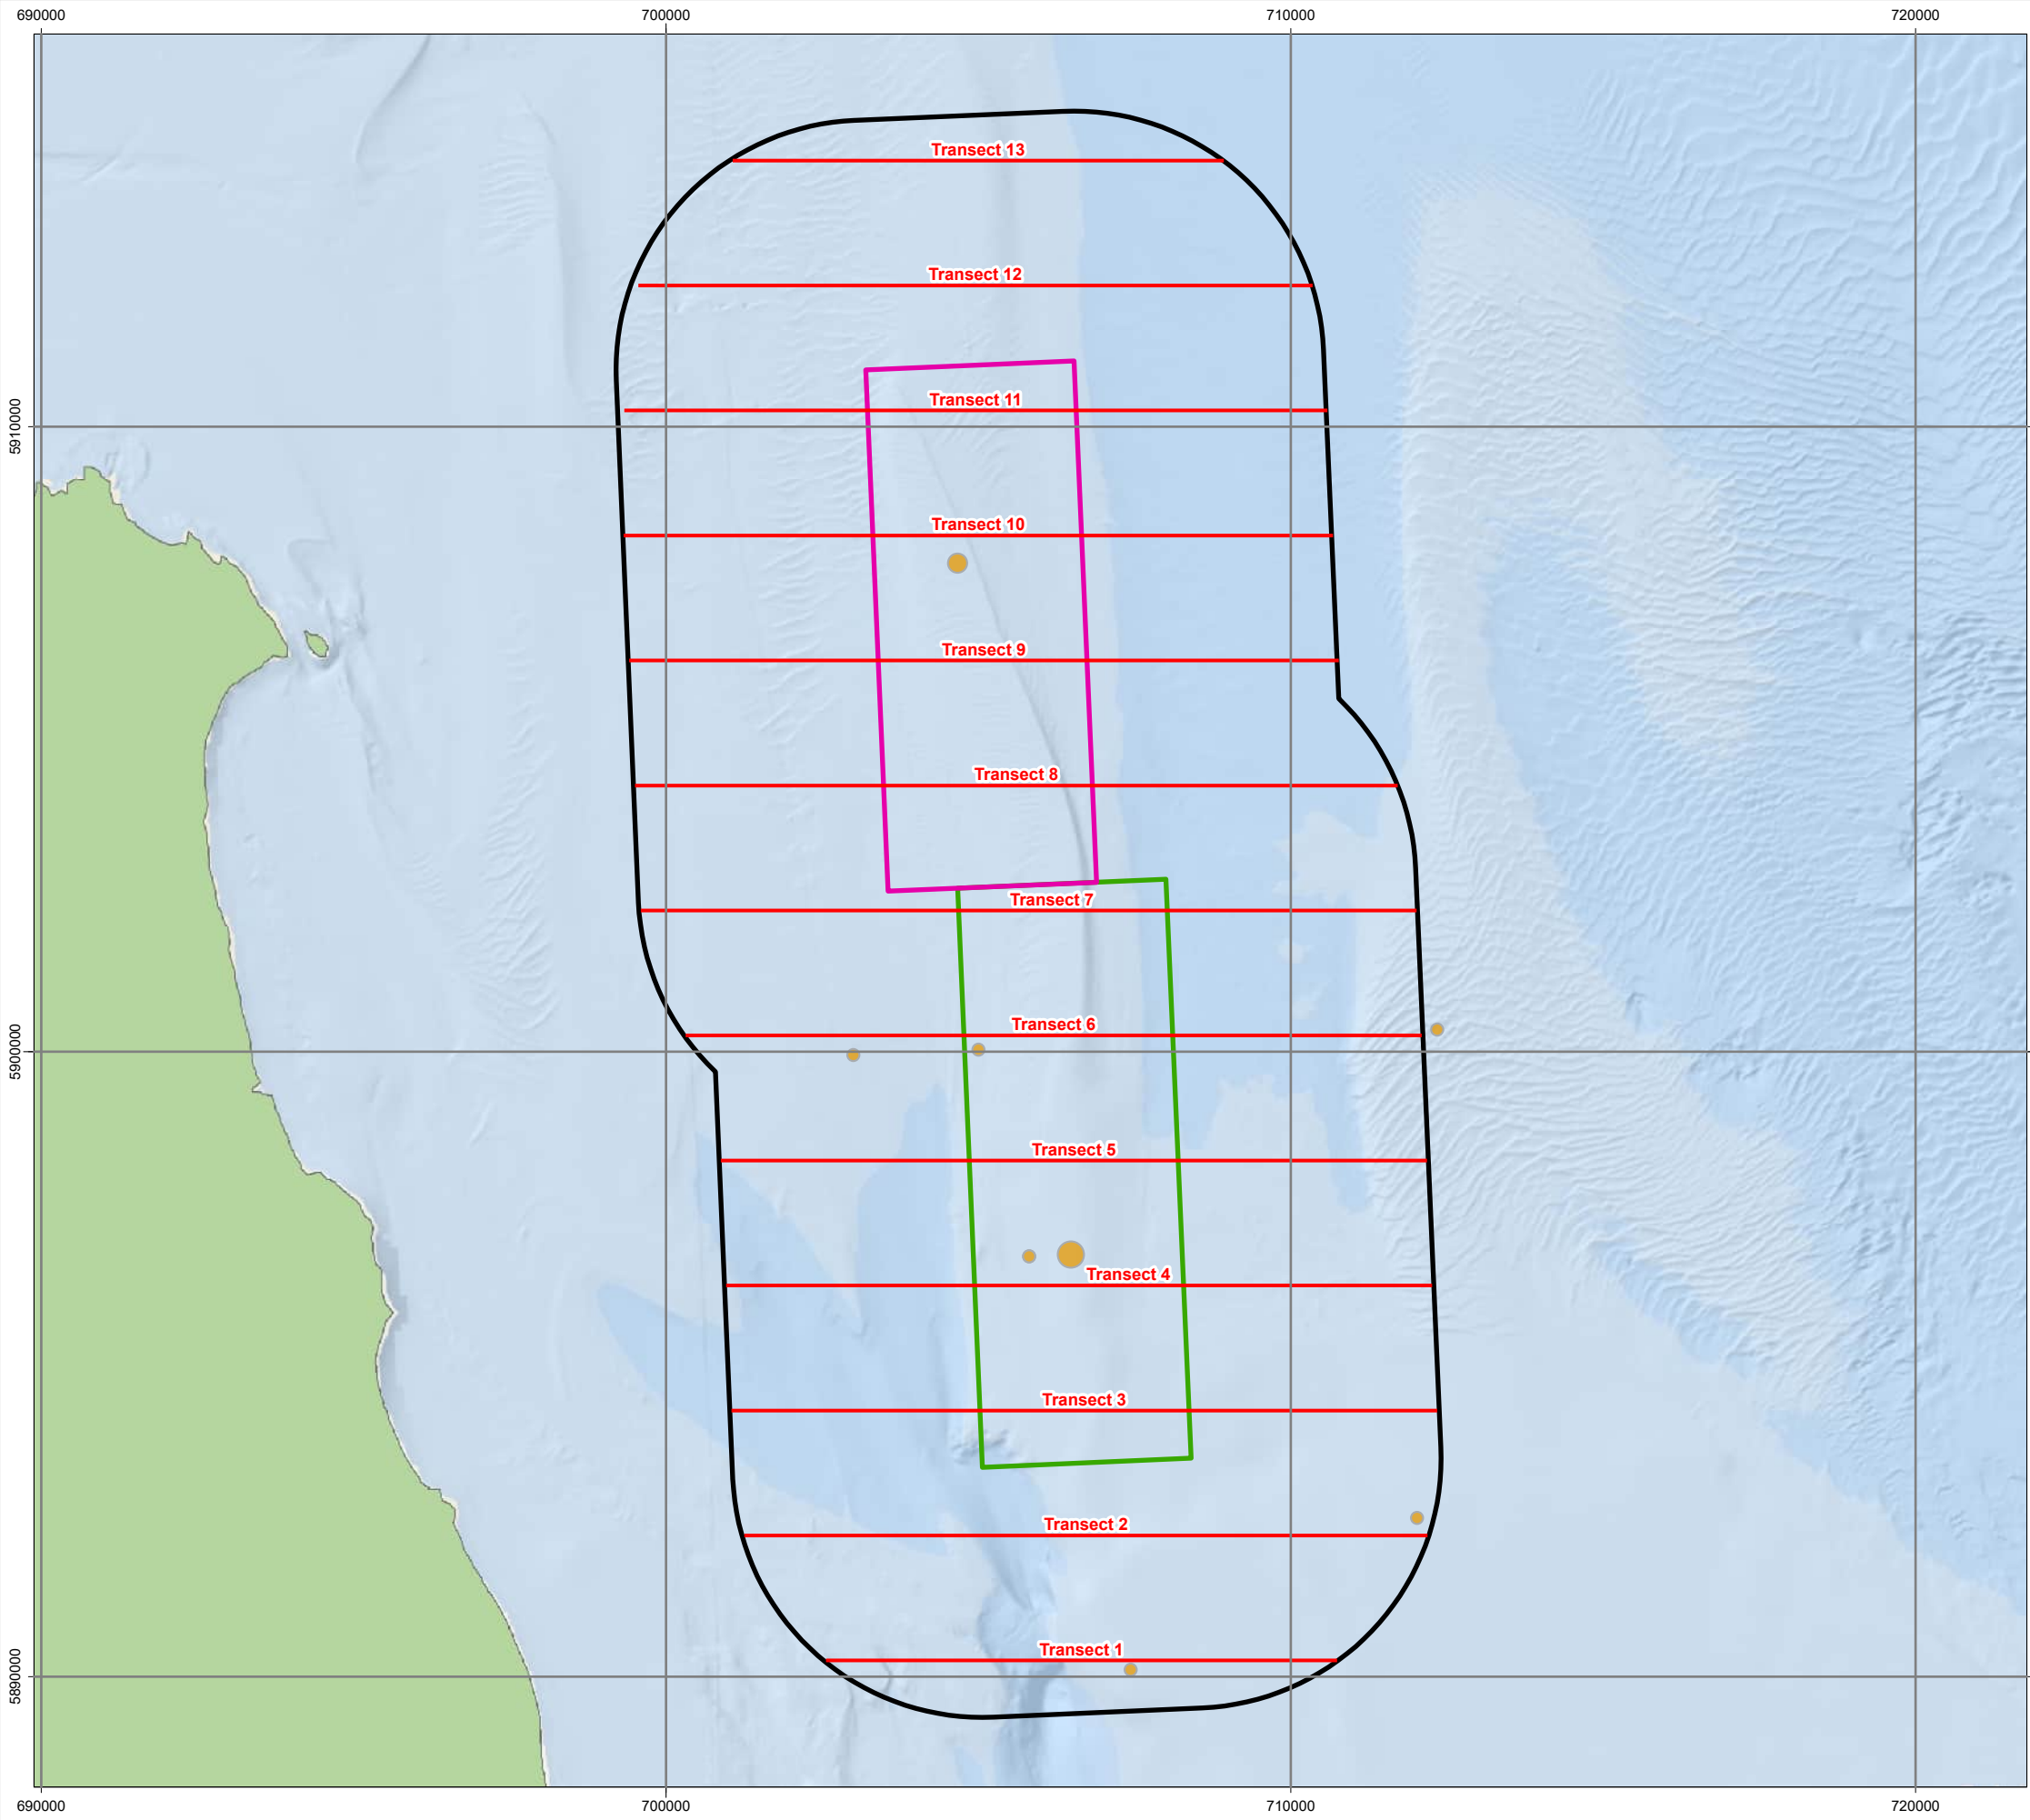 690000 700000 710000 720000
Transect 13
Transect 12
Transect 11
5910000
Transect 10
Transect 9
Transect 8
Transect 7
Transect 6
5900000
Transect 5
Transect 4
Transect 3
Transect 2
Transect 1
5890000
690000 700000 710000 720000